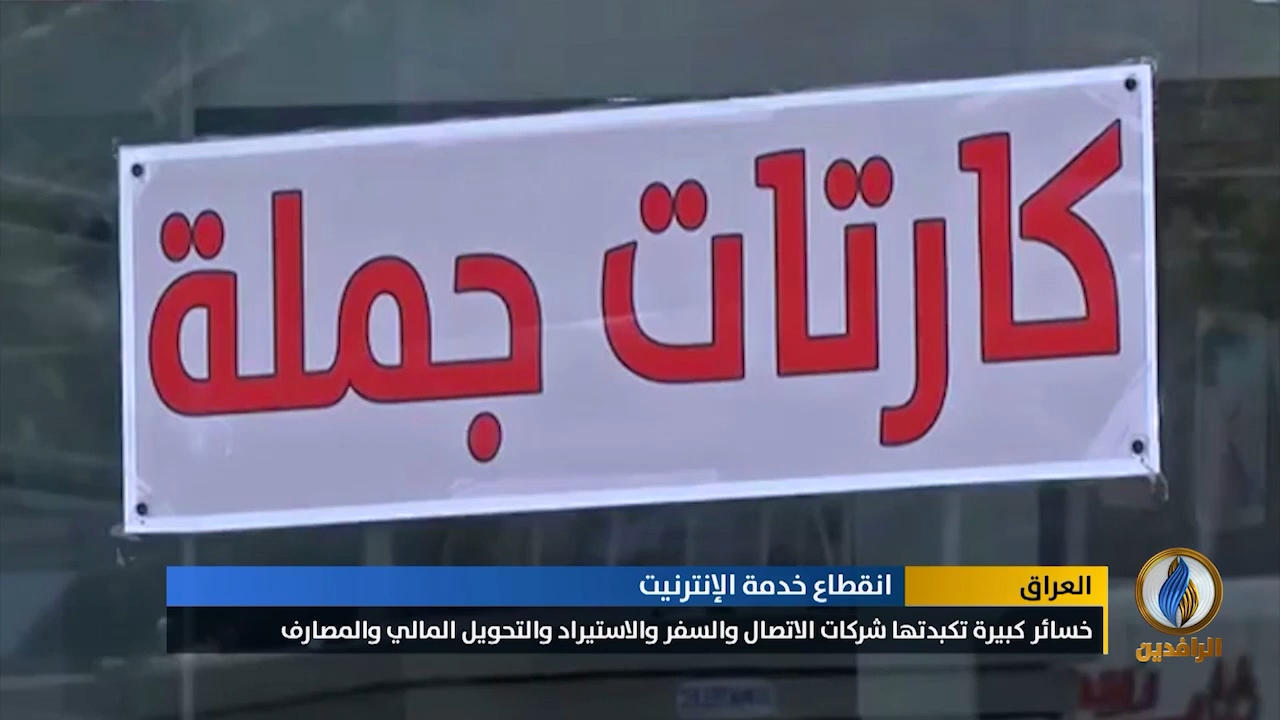 كارتات جملة
العراق
انقطاع خدمة الإنترنيت
خسائر كبيرة تكبدتها شركات الاتصال والسفر والاستيراد والتحويل المالي والمصارف
الرافدين